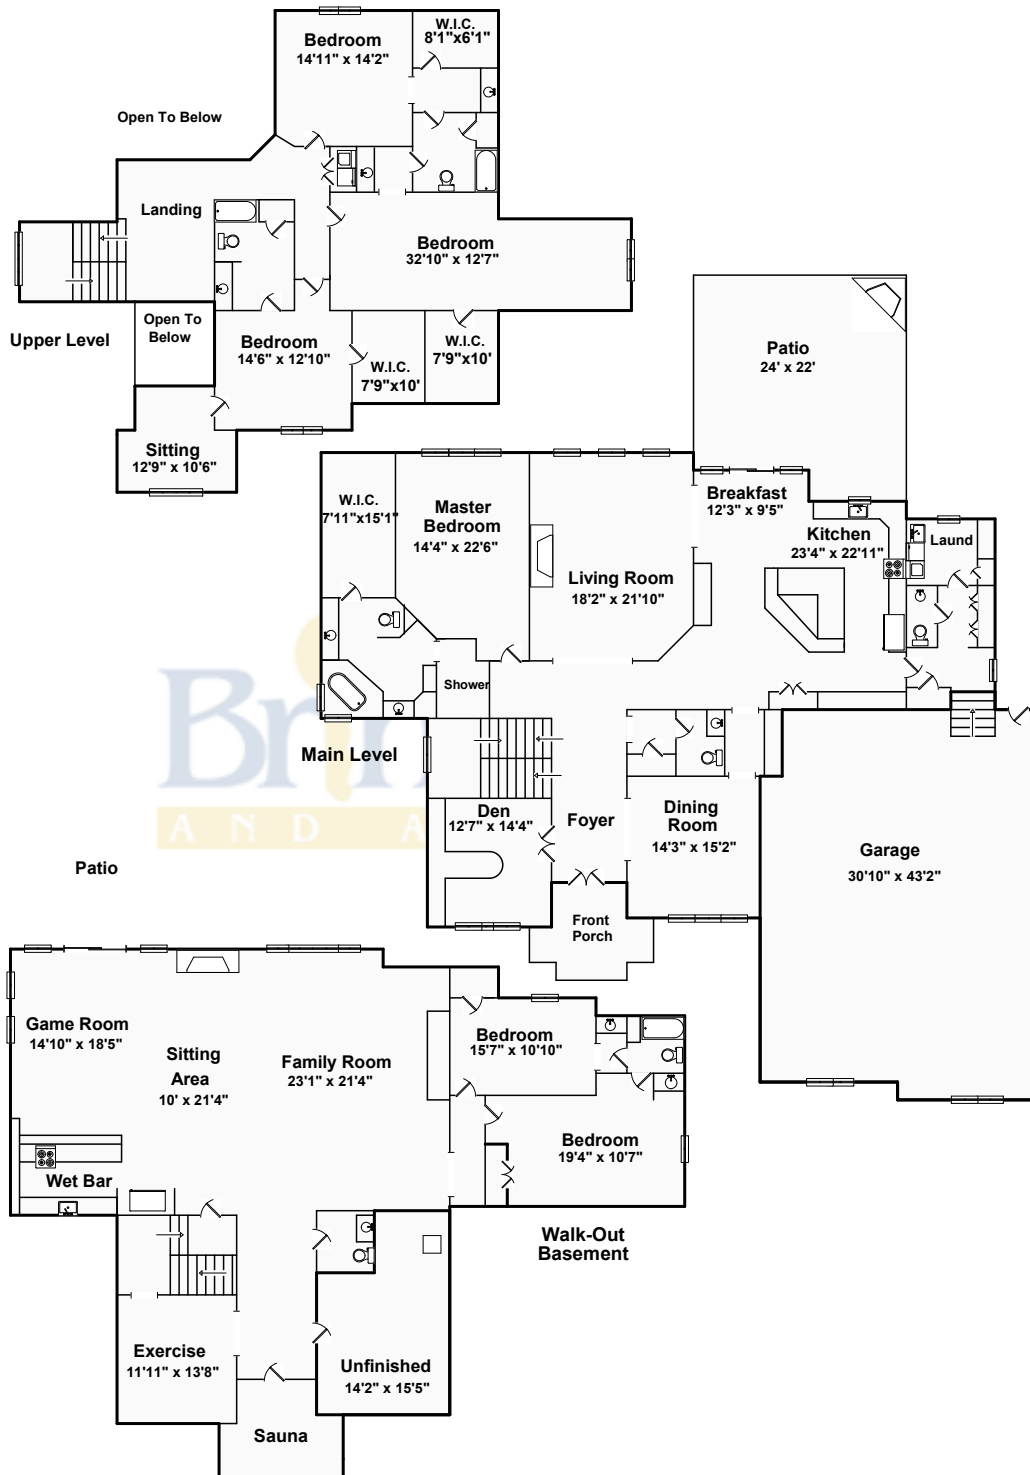 W.I.C.
8'1"x6'1"
Bedroom
14'11" x 14'2"
Open To Below
Landing
Bedroom
32'10" x 12'7"
Upper Level
Open To
Below
Bedroom
14'6" x 12'10"
W.I.C.
7'9"x10'
W.I.C.
7'9"x10'
Sitting
12'9" x 10'6"
Patio
24' x 22'
W.I.C.
7'11"x15'1"
Master
Bedroom
14'4" x 22'6"
Living Room
18'2" x 21'10"
Breakfast
12'3" x 9'5"
Kitchen
23'4" x 22'11"
Laund
Shower
Main Level
Den
12'7" x 14'4"
Foyer
Dining
Room
14'3" x 15'2"
Garage
30'10" x 43'2"
Front
Porch
AND A
Patio
Game Room
14'10" x 18'5"
Sitting
Area
10' x 21'4"
Family Room
23'1" x 21'4"
Bedroom
15'7" x 10'10"
Bedroom
19'4" x 10'7"
Wet Bar
Walk-Out
Basement
Exercise
11'11" x 13'8"
Unfinished
14'2" x 15'5"
Sauna